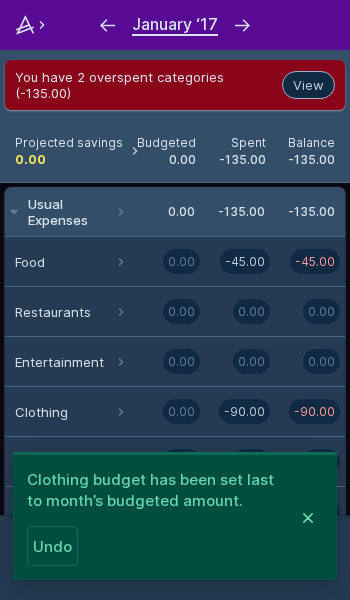 January ‘17
You have 2 overspent categories
(-135.00)
View
Projected savings
0.00
Budgeted
0.00
Spent
-135.00
Balance
-135.00
Usual
Expenses
0.00 -135.00 -135.00
Food 0.00 -45.00 -45.00
Restaurants 0.00 0.00 0.00
Entertainment 0.00 0.00 0.00
Clothing 0.00 -90.00 -90.00
Clothing budget has been set last
to month’s budgeted amount.
Undo